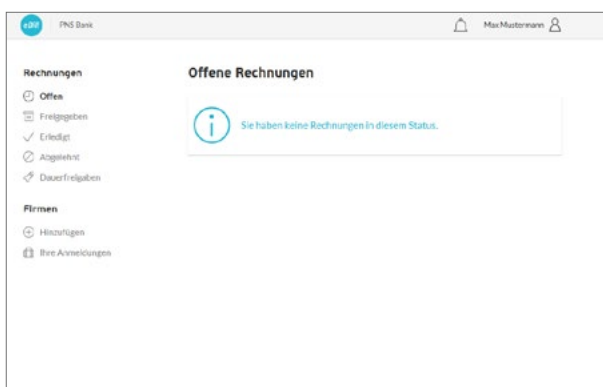 eBill
PNS Bank
Max Mustermann
Rechnungen
Offen
Freigegeben
Erledigt
Abgelehnt
Dauerfreigaben
Firmen
Hinzufügen
Ihre Anmeldungen
Offene Rechnungen
Sie haben keine Rechnungen in diesem Status.